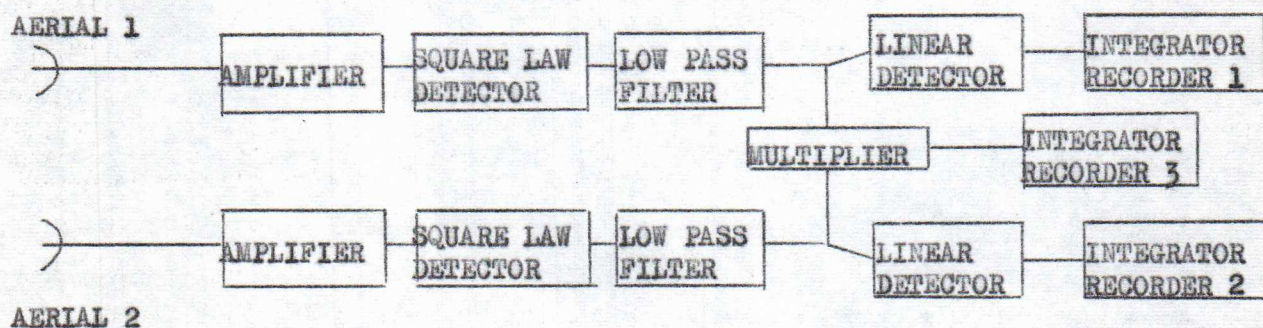 AERIAL 1
AMPLIFIER
SQUARE LAW
DETECTOR
LOW PASS
FILTER
LINEAR
DETECTOR
INTEGRATOR
RECORDER 1
MULTIPLIER
INTEGRATOR
RECORDER 3
AMPLIFIER
SQUARE LAW
DETECTOR
LOW PASS
FILTER
LINEAR
DETECTOR
INTEGRATOR
RECORDER 2
AERIAL 2